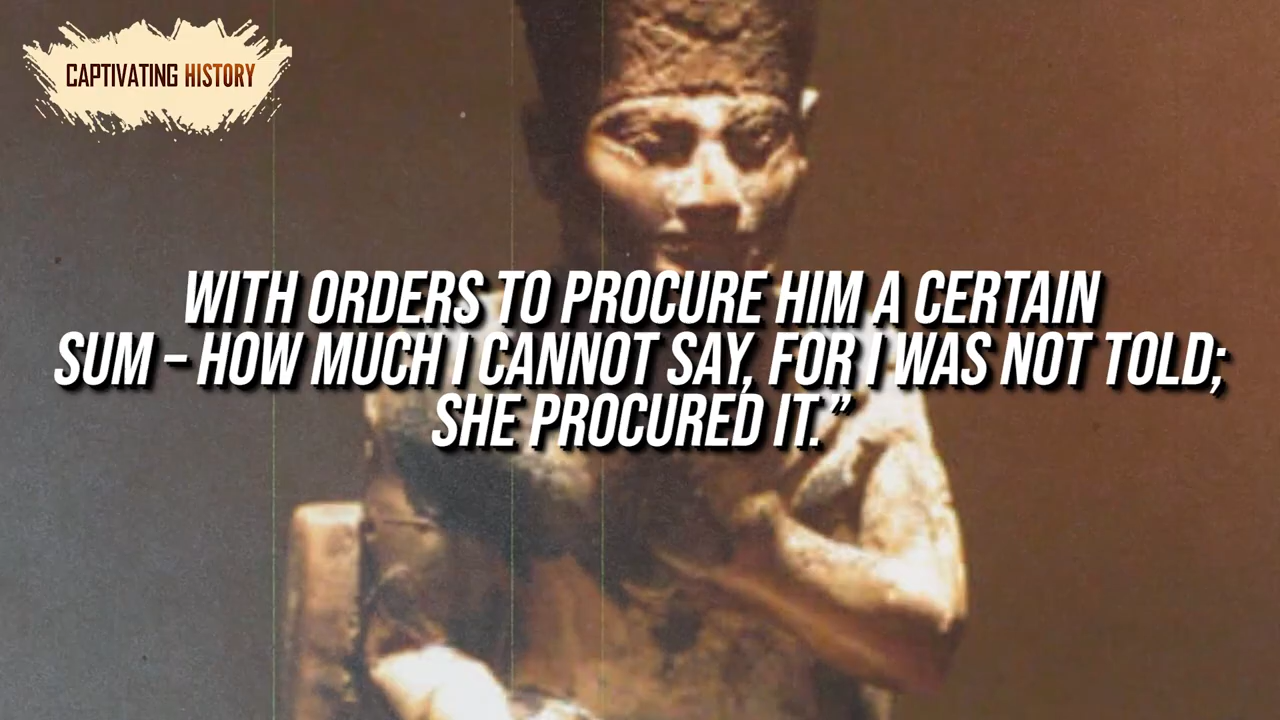 CAPTIVATING HISTORY
WITH ORDERS TO PROCURE HIM A CERTAIN
SUM – HOW MUCH I CANNOT SAY, FOR I WAS NOT TOLD;
SHE PROCURED IT.”